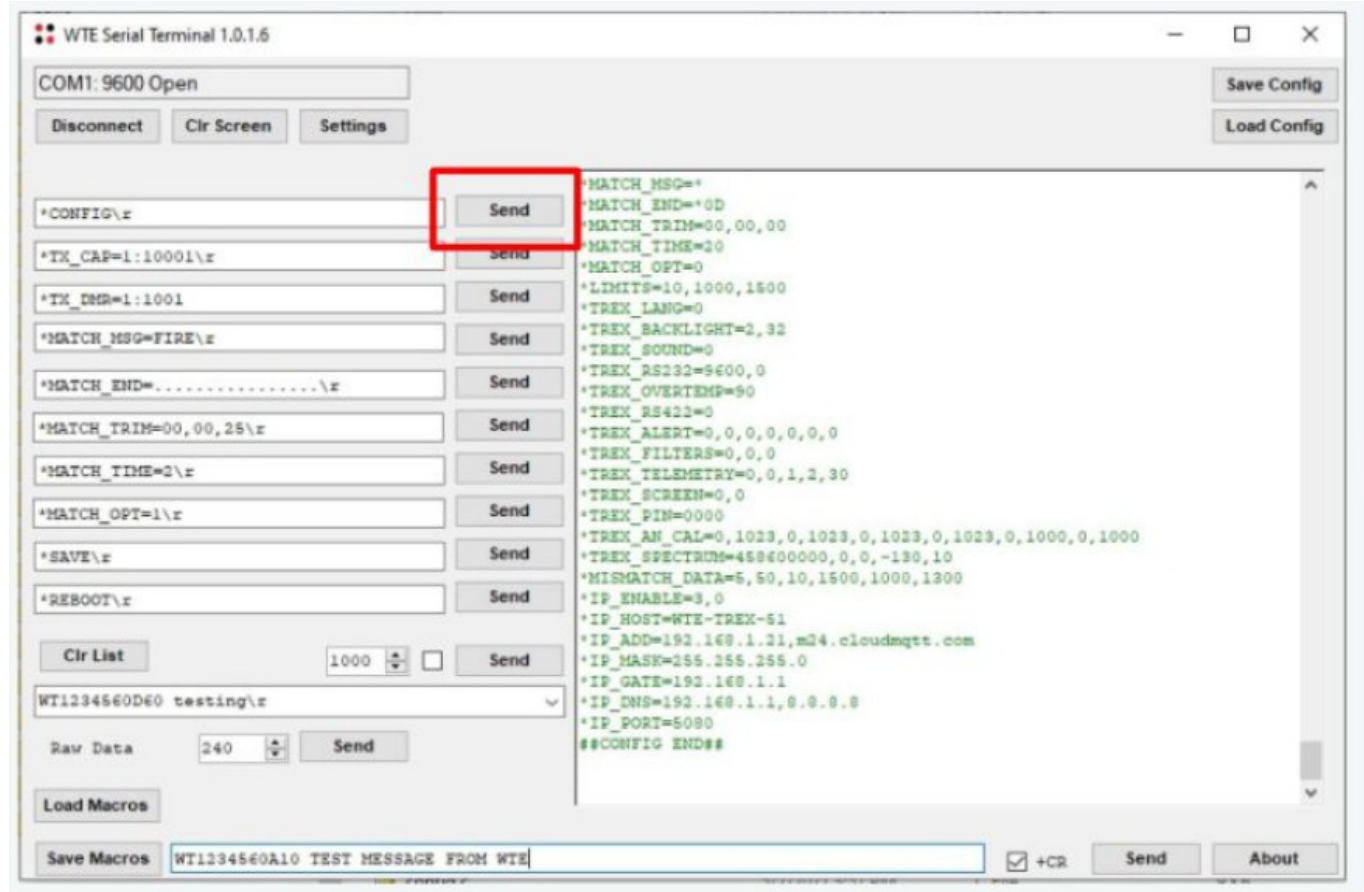 WTE Serial Terminal 1.0.1.6
COM1: 9600 Open
Save Config
Disconnect Clr Screen Settings
Load Config
*CONFIG\r Send
*TX_CAP=1:10001\r Send
*TX_DMR=1:1001 Send
*MATCH_MSG=FIRE\r Send
*MATCH_END=................\r Send
*MATCH_TRIM=00,00,25\r Send
*MATCH_TIME=2\r Send
*MATCH_OPT=1\r Send
*SAVE\r Send
*REBOOT\r Send
Clr List 1000 Send
WT1234560D60 testing\r
Raw Data 240 Send
Load Macros
*MATCH_MSG=*
*MATCH_END=*0D
*MATCH_TRIM=00,00,00
*MATCH_TIME=20
*MATCH_OPT=0
*LIMITS=10,1000,1500
*TREX_LANG=0
*TREX_BACKLIGHT=2,32
*TREX_SOUND=0
*TREX_RS232=9600,0
*TREX_OVERTEMP=90
*TREX_RS422=0
*TREX_ALERT=0,0,0,0,0,0,0
*TREX_FILTERS=0,0,0
*TREX_TELEMETRY=0,0,1,2,30
*TREX_SCREEN=0,0
*TREX_PIN=0000
*TREX_AN_CAL=0,1023,0,1023,0,1023,0,1023,0,1000,0,1000
*TREX_SPECTRUM=458600000,0,0,-130,10
*MISMATCH_DATA=5,50,10,1500,1000,1300
*IP_ENABLE=3,0
*IP_HOST=WTE-TREX-51
*IP_ADD=192.168.1.21,m24.cloudmqtt.com
*IP_MASK=255.255.255.0
*IP_GATE=192.168.1.1
*IP_DNS=192.168.1.1,8.8.8.8
*IP_PORT=5080
##CONFIG END##
Save Macros WT1234560A10 TEST MESSAGE FROM WTE +CR Send About